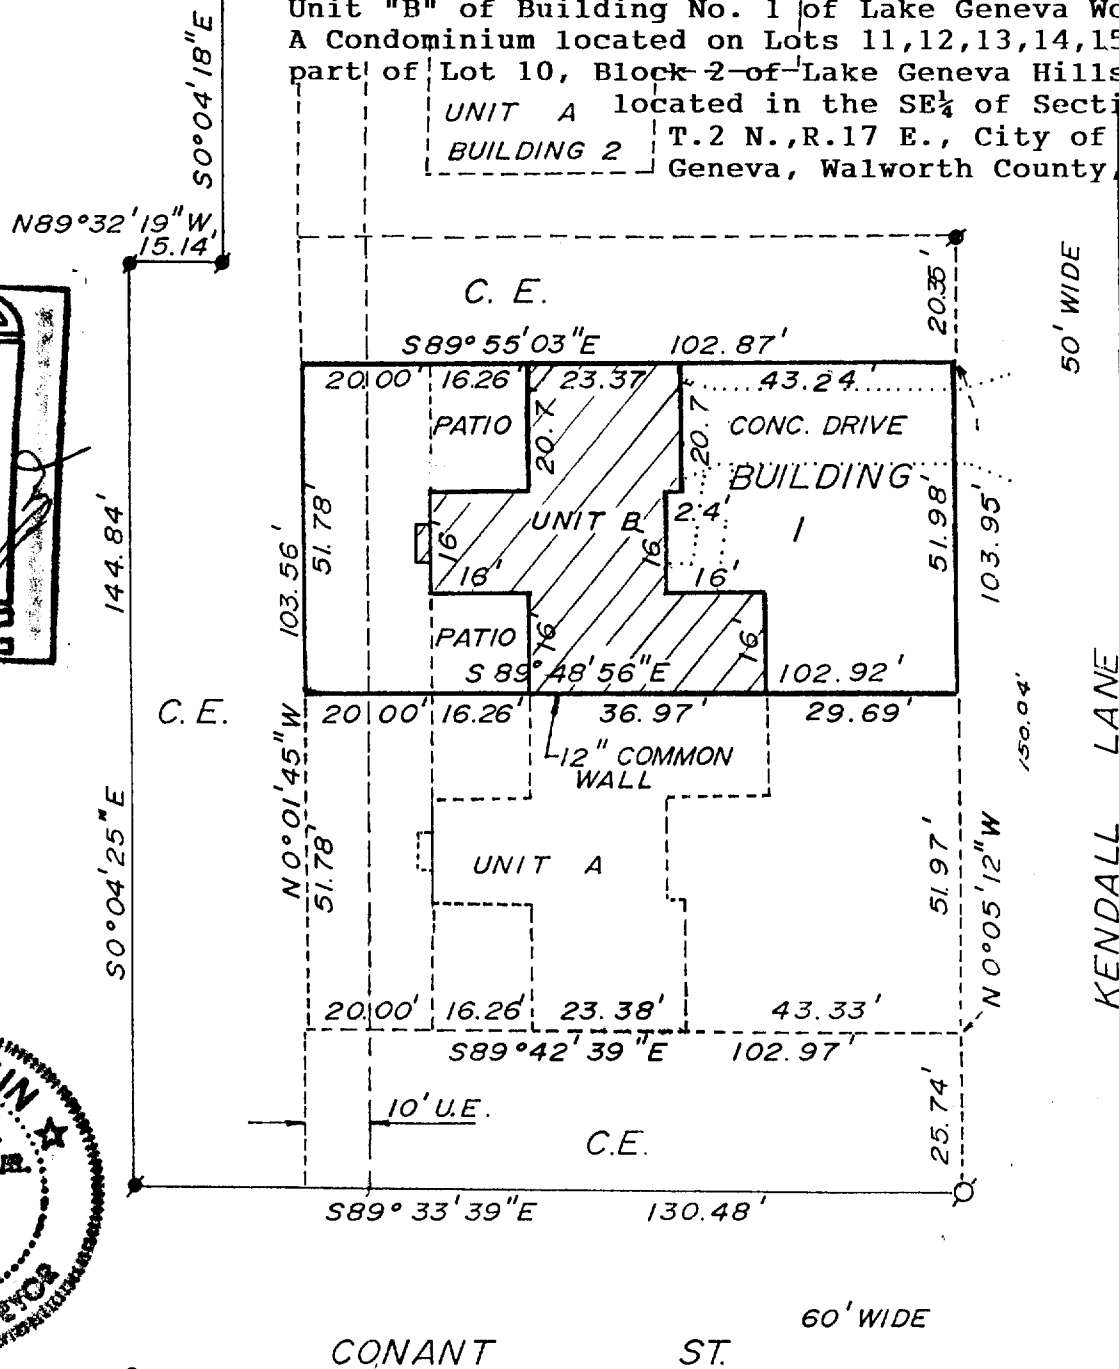 Unit "B" of Building No. 1 of Lake Geneva
A Condominium located on Lots 11,12,13,14,15
part of Lot 10, Block 2 of Lake Geneva Hills
located in the SE¼ of
T.2 N.,R.17 E., City of
Geneva, Walworth County,
UNIT A
BUILDING 2
S0°04'18"E
N89°32'19"W
15.14'
C. E.
20.35'
50' WIDE
S89°55'03"E 102.87'
20.00' 16.26' 23.37 43.24'
PATIO
20.7
20.7
CONC. DRIVE
BUILDING
1
UNIT B
2.4'
16'
16'
16'
16'
51.78'
103.56'
144.84'
51.98'
103.95'
PATIO
16'
16'
S 89°48'56"E 102.92'
C.E.
20.00' 16.26' 36.97' 29.69'
12" COMMON
WALL
150.04'
KENDALL LANE
N0°01'45"W
51.78'
S0°04'25"E
UNIT A
51.97'
N0°05'12"W
20.00' 16.26' 23.38' 43.33'
S89°42'39"E 102.97'
10' U.E.
C.E.
25.74'
S89°33'39"E 130.48'
60' WIDE
CONANT ST.